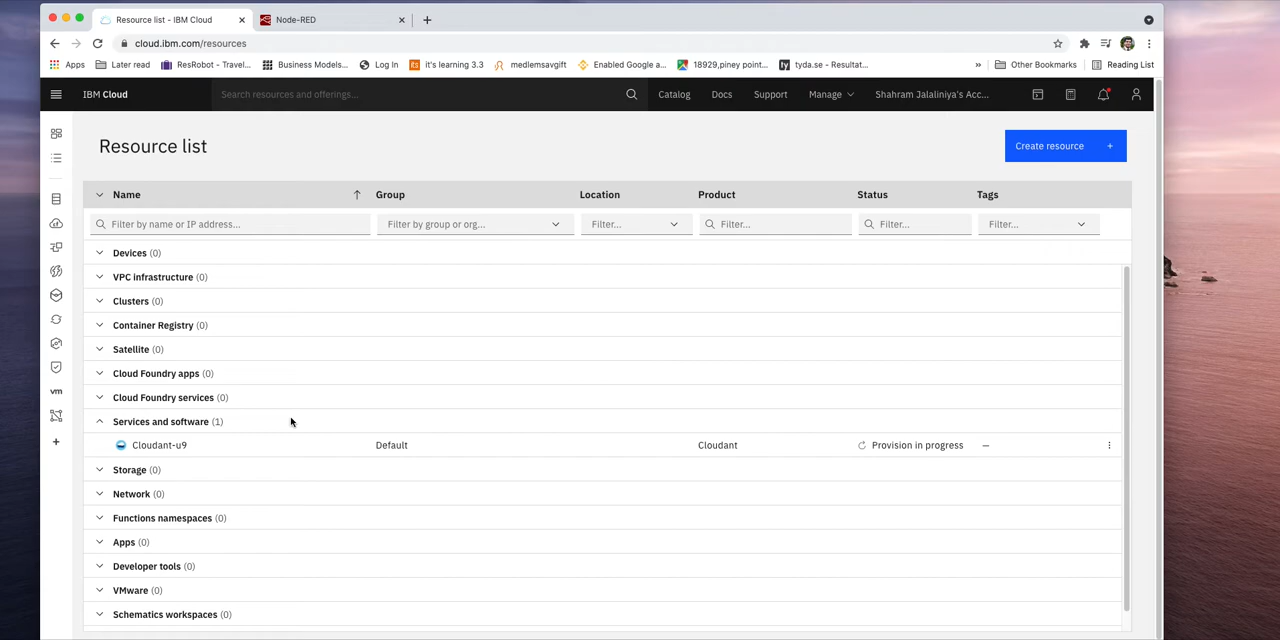 Resource list - IBM Cloud
Node-RED
cloud.ibm.com/resources
Apps
Later read
ResRobot - Travel...
Business Models...
Log In
it's learning 3.3
medlemsavgift
Enabled Google a...
18929,piney point...
tyda.se - Resultat...
»
Other Bookmarks
Reading List
IBM Cloud
Search resources and offerings...
Catalog
Docs
Support
Manage
Shahram Jalaliniya's Acc...
Resource list
Create resource +
Name
Group
Location
Product
Status
Tags
Filter by name or IP address...
Filter by group or org...
Filter...
Filter...
Filter...
Filter...
Devices (0)
VPC infrastructure (0)
Clusters (0)
Container Registry (0)
Satellite (0)
Cloud Foundry apps (0)
vm
Cloud Foundry services (0)
Services and software (1)
Cloudant-u9
Default
Cloudant
Provision in progress
–
Storage (0)
Network (0)
Functions namespaces (0)
Apps (0)
Developer tools (0)
VMware (0)
Schematics workspaces (0)